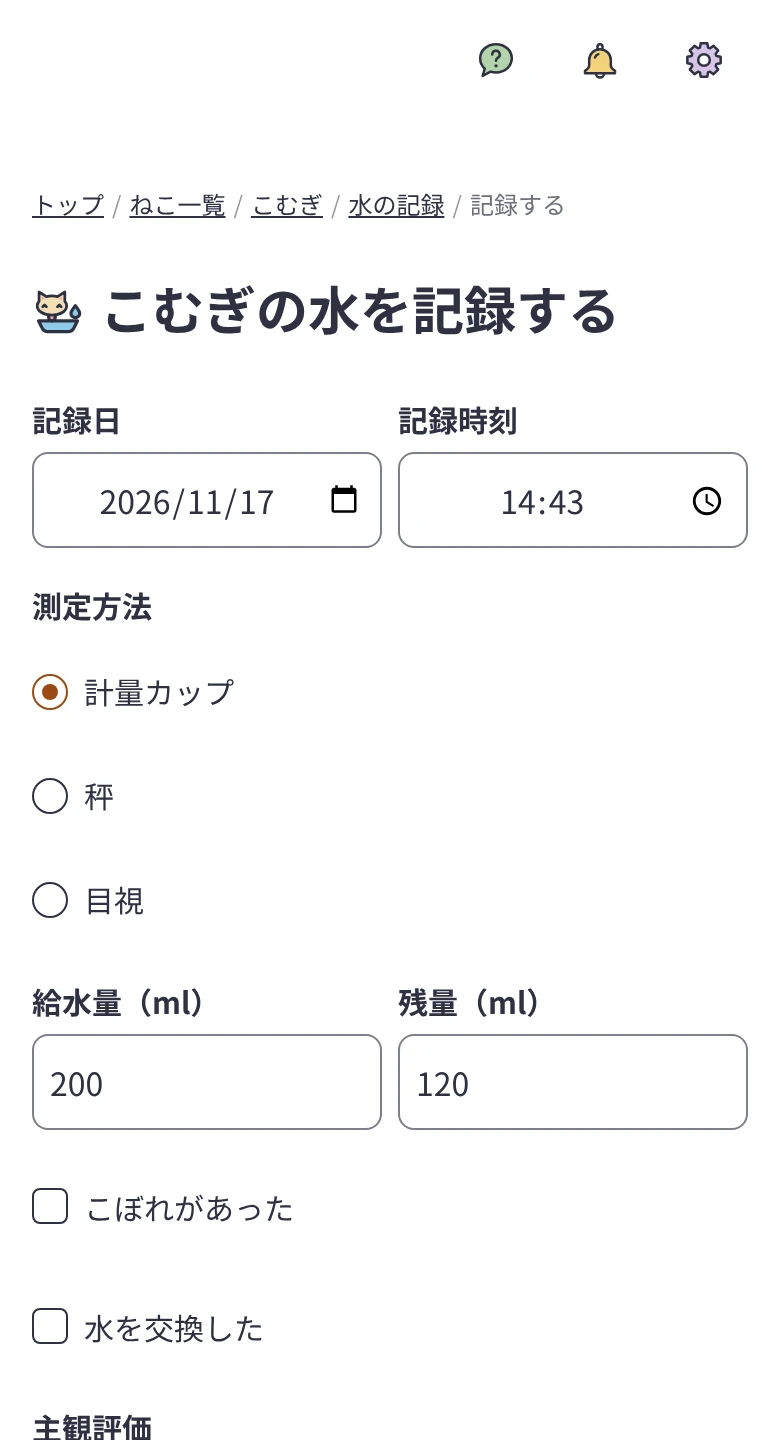 トップ / ねこ一覧 / こむぎ / 水の記録 / 記録する
こむぎの水を記録する
記録日
記録時刻
2026/11/17
14:43
測定方法
計量カップ
秤
目視
給水量（ml）
残量（ml）
200
120
こぼれがあった
水を交換した
主観評価